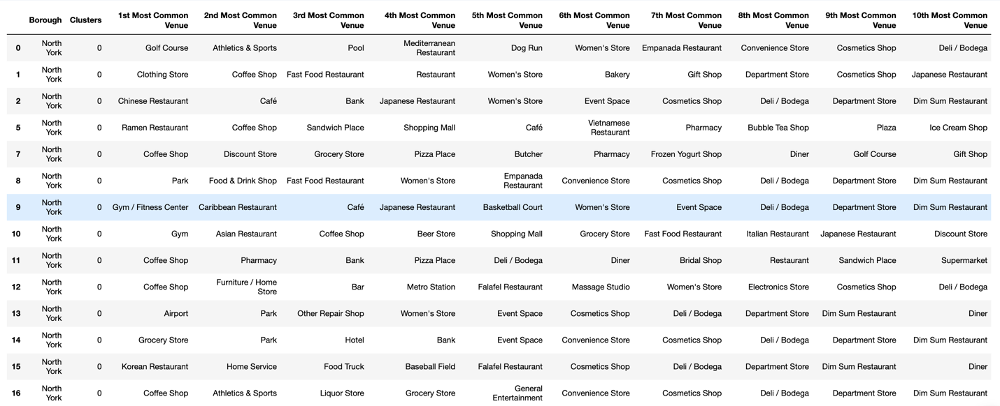 Borough Clusters 1st Most Common Venue 2nd Most Common Venue 3rd Most Common Venue 4th Most Common Venue 5th Most Common Venue 6th Most Common Venue 7th Most Common Venue 8th Most Common Venue 9th Most Common Venue 10th Most Common Venue
0 North York 0 Golf Course Athletics & Sports Pool Mediterranean Restaurant Dog Run Women's Store Empanada Restaurant Convenience Store Cosmetics Shop Deli / Bodega
1 North York 0 Clothing Store Coffee Shop Fast Food Restaurant Restaurant Women's Store Bakery Gift Shop Department Store Cosmetics Shop Japanese Restaurant
2 North York 0 Chinese Restaurant Café Bank Japanese Restaurant Women's Store Event Space Cosmetics Shop Deli / Bodega Department Store Dim Sum Restaurant
5 North York 0 Ramen Restaurant Coffee Shop Sandwich Place Shopping Mall Café Vietnamese Restaurant Pharmacy Bubble Tea Shop Plaza Ice Cream Shop
7 North York 0 Coffee Shop Discount Store Grocery Store Pizza Place Butcher Pharmacy Frozen Yogurt Shop Diner Golf Course Gift Shop
8 North York 0 Park Food & Drink Shop Fast Food Restaurant Women's Store Empanada Restaurant Convenience Store Cosmetics Shop Deli / Bodega Department Store Dim Sum Restaurant
9 North York 0 Gym / Fitness Center Caribbean Restaurant Café Japanese Restaurant Basketball Court Women's Store Event Space Deli / Bodega Department Store Dim Sum Restaurant
10 North York 0 Gym Asian Restaurant Coffee Shop Beer Store Shopping Mall Grocery Store Fast Food Restaurant Italian Restaurant Japanese Restaurant Discount Store
11 North York 0 Coffee Shop Pharmacy Bank Pizza Place Deli / Bodega Diner Bridal Shop Restaurant Sandwich Place Supermarket
12 North York 0 Coffee Shop Furniture / Home Store Bar Metro Station Falafel Restaurant Massage Studio Women's Store Electronics Store Cosmetics Shop Deli / Bodega
13 North York 0 Airport Park Other Repair Shop Women's Store Event Space Cosmetics Shop Deli / Bodega Department Store Dim Sum Restaurant Diner
14 North York 0 Grocery Store Park Hotel Bank Event Space Convenience Store Cosmetics Shop Deli / Bodega Department Store Dim Sum Restaurant
15 North York 0 Korean Restaurant Home Service Food Truck Baseball Field Falafel Restaurant Cosmetics Shop Deli / Bodega Department Store Dim Sum Restaurant Diner
16 North York 0 Coffee Shop Athletics & Sports Liquor Store Grocery Store General Entertainment Convenience Store Cosmetics Shop Deli / Bodega Department Store Dim Sum Restaurant